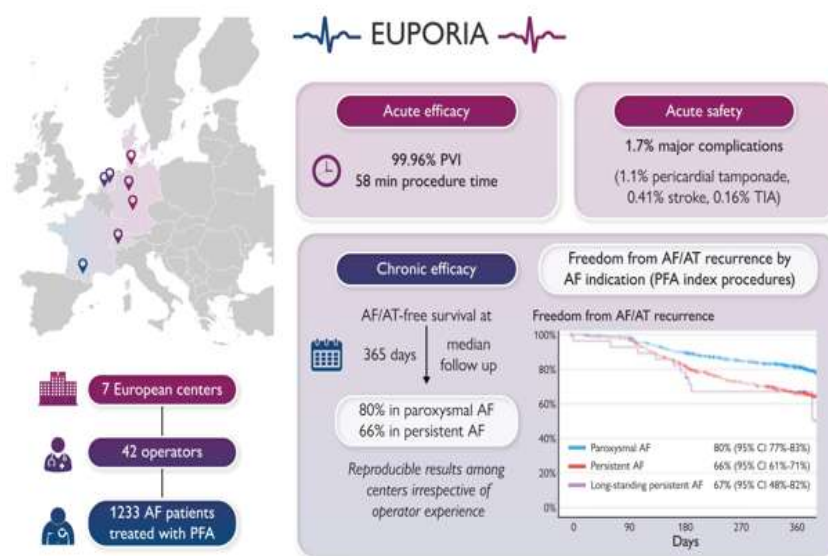 EUPORIA
Acute efficacy
99.96% PVI
58 min procedure time
Acute safety
1.7% major complications
(1.1% pericardial tamponade,
0.41% stroke, 0.16% TIA)
7 European centers
42 operators
1233 AF patients
treated with PFA
Chronic efficacy
AF/AT-free survival at
365 days
median
follow up
80% in paroxysmal AF
66% in persistent AF
Reproducible results among
centers irrespective of
operator experience
Freedom from AF/AT recurrence by
AF indication (PFA index procedures)
Freedom from AF/AT recurrence
100%
80%
60%
40%
20%
0%
Paroxysmal AF 80% (95% CI 77%-83%)
Persistent AF 66% (95% CI 61%-71%)
Long-standing persistent AF 67% (95% CI 48%-82%)
0 90 180 270 360
Days